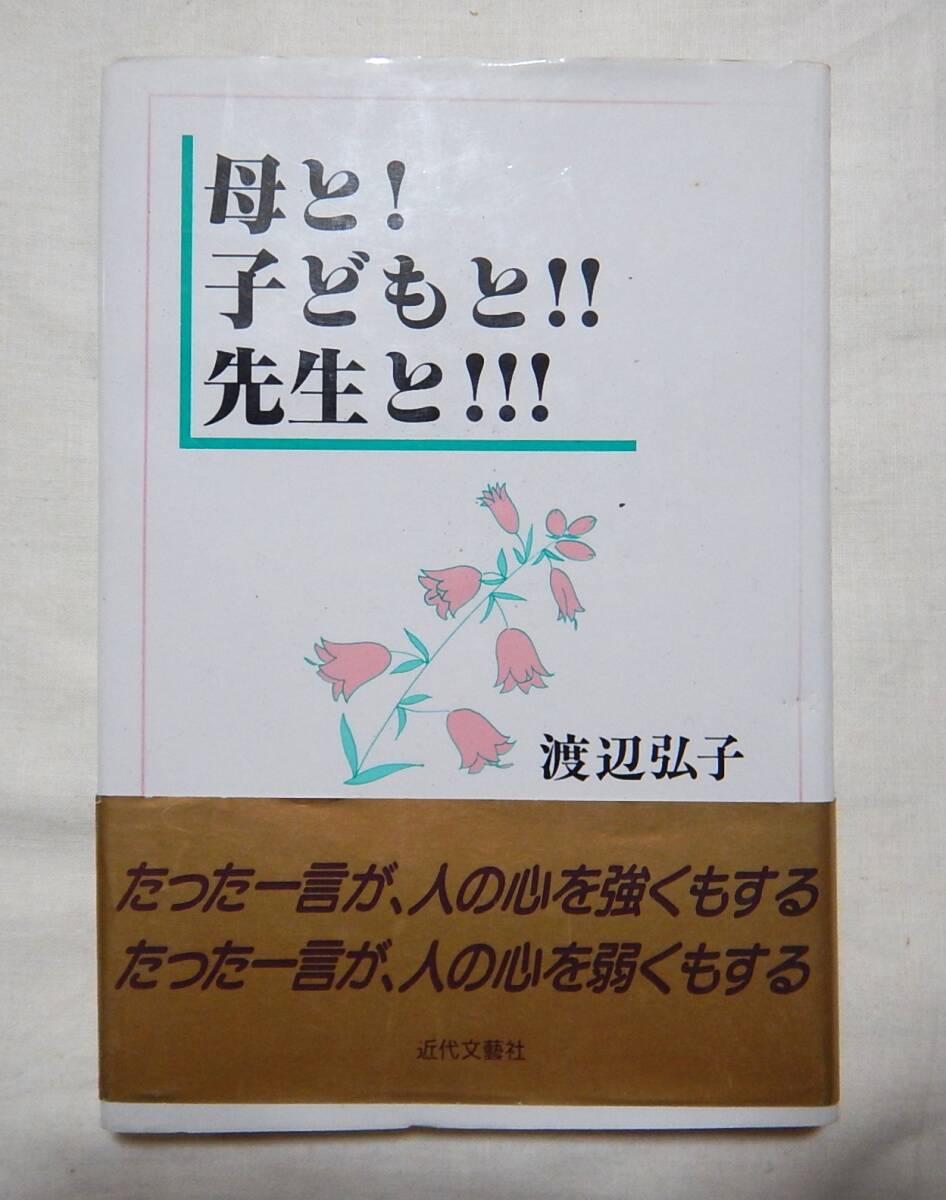 母と!
子どもと!!
先生と!!!
渡辺弘子
たった一言が、人の心を強くもする
たった一言が、人の心を弱くもする
近代文藝社